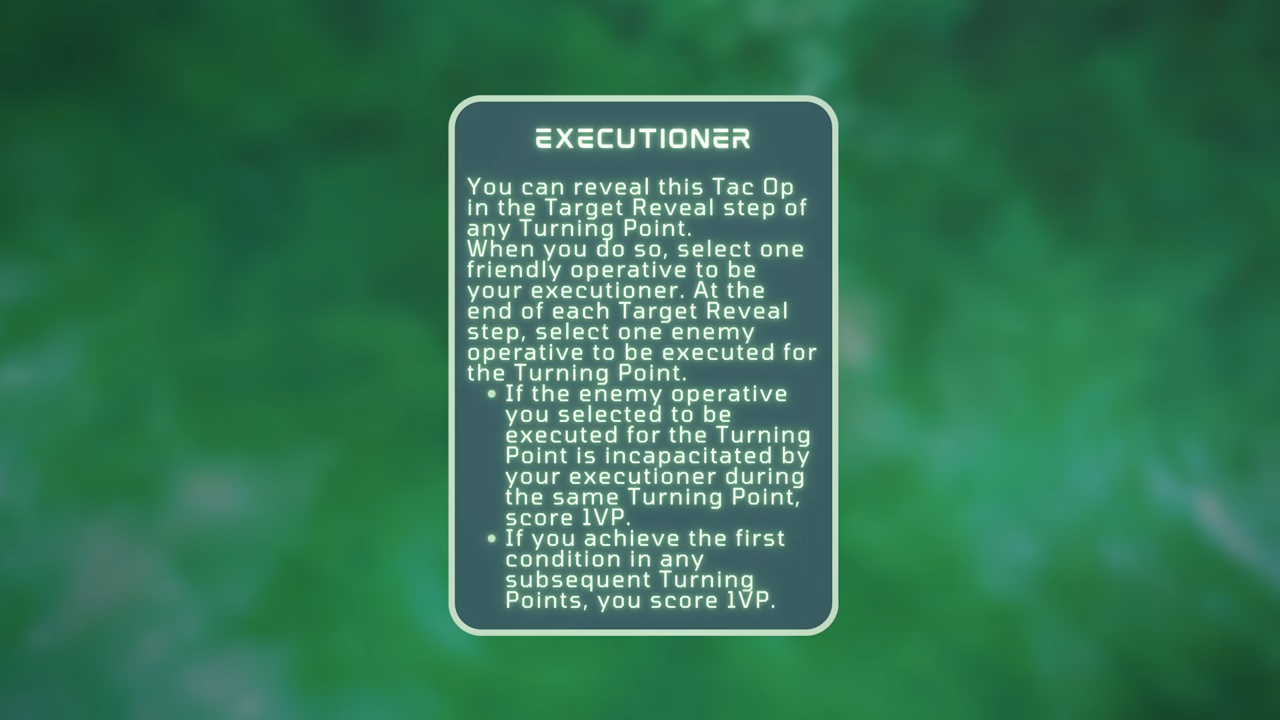 EXECUTIONER
You can reveal this Tac Op
in the Target Reveal step of
any Turning Point.
When you do so, select one
friendly operative to be
your executioner. At the
end of each Target Reveal
step, select one enemy
operative to be executed for
the Turning Point.
• If the enemy operative
you selected to be
executed for the Turning
Point is incapacitated by
your executioner during
the same Turning Point,
score 1VP.
• If you achieve the first
condition in any
subsequent Turning
Points, you score 1VP.